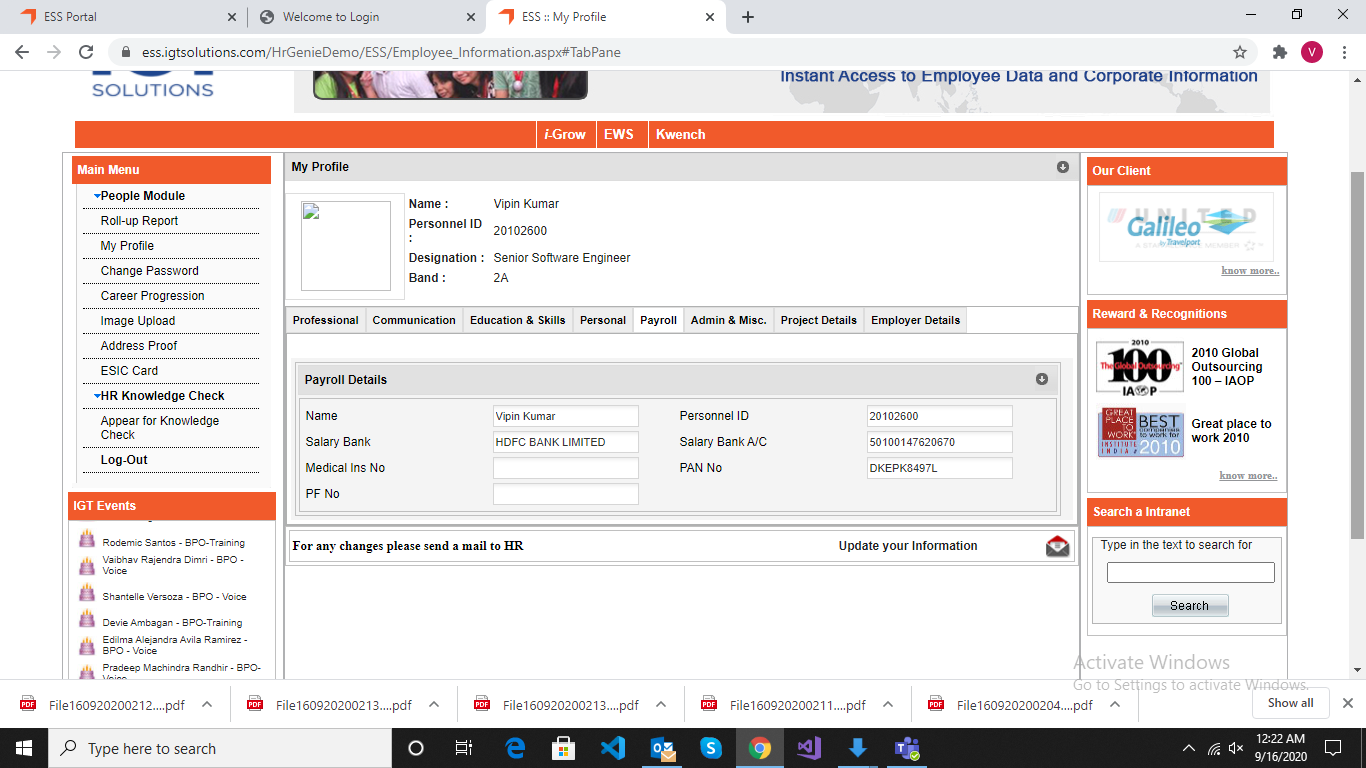 ESS Portal
Welcome to Login
ESS :: My Profile
ess.igtsolutions.com/HrGenieDemo/ESS/Employee_Information.aspx#TabPane
V
SOLUTIONS
Instant Access to Employee Data and Corporate Information
i-Grow EWS Kwench
Main Menu
People Module
Roll-up Report
My Profile
Change Password
Career Progression
Image Upload
Address Proof
ESIC Card
HR Knowledge Check
Appear for Knowledge
Check
Log-Out
IGT Events
Rodemic Santos - BPO-Training
Vaibhav Rajendra Dimri - BPO -
Voice
Shantelle Versoza - BPO - Voice
Devie Ambagan - BPO-Training
Edilma Alejandra Avila Ramirez -
BPO - Voice
Pradeep Machindra Randhir - BPO-
Voice
My Profile
Name : Vipin Kumar
Personnel ID
: 20102600
Designation : Senior Software Engineer
Band : 2A
Professional Communication Education & Skills Personal Payroll Admin & Misc. Project Details Employer Details
Payroll Details
Name Vipin Kumar Personnel ID 20102600
Salary Bank HDFC BANK LIMITED Salary Bank A/C 50100147620670
Medical Ins No PAN No DKEPK8497L
PF No
For any changes please send a mail to HR Update your Information
Our Client
UNITED
Galileo
by Travelport
A STAR MEMBER
know more..
Reward & Recognitions
2010
The Global Outsourcing
100
IAOP
2010 Global
Outsourcing
100 – IAOP
GREAT
PLACE
TO
WORK
INSTITUTE
INDIA
BEST
COMPANIES
to work for
2010
Great place to
work 2010
know more..
Search a Intranet
Type in the text to search for
Search
Activate Windows
Go to Settings to activate Windows.
File160920200212....pdf
File160920200213....pdf
File160920200213....pdf
File160920200211....pdf
File160920200204....pdf
Show all
Type here to search
12:22 AM
9/16/2020